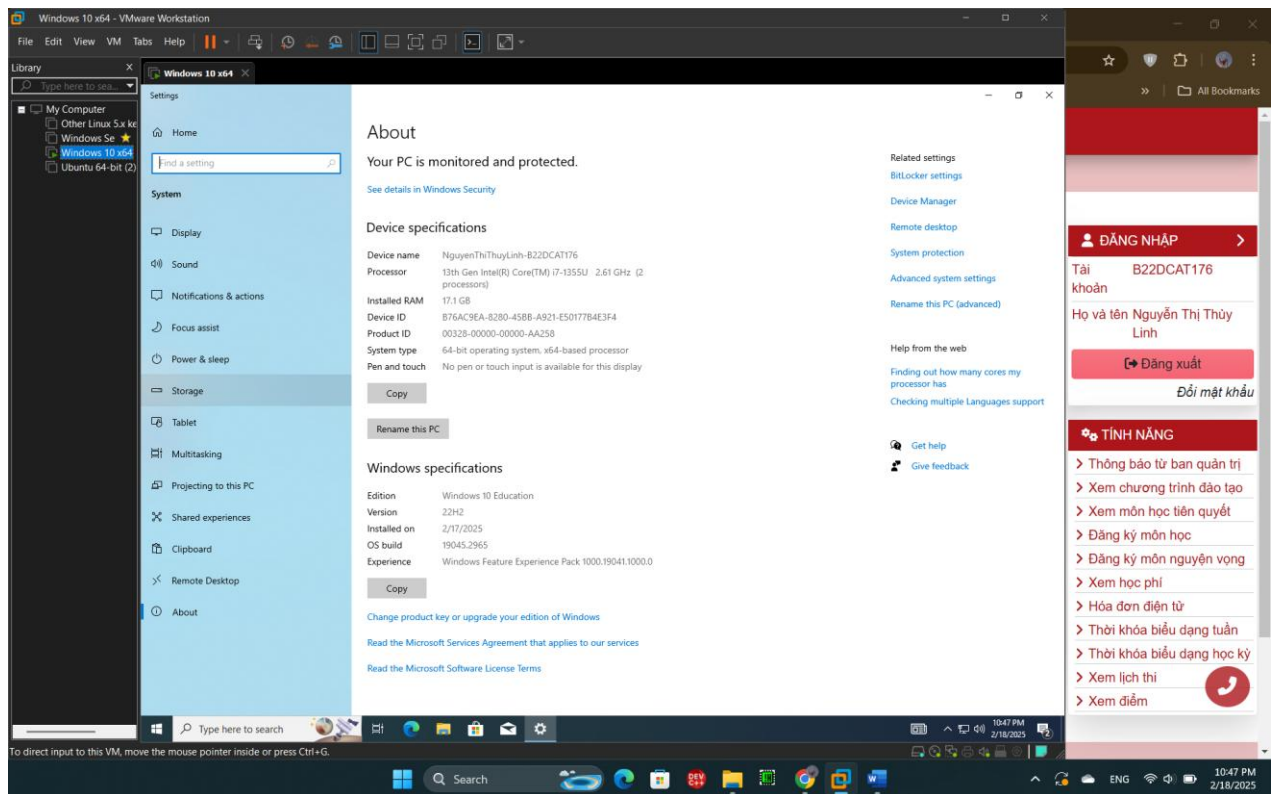 Windows 10 x64 - VMware Workstation
File Edit View VM Tabs Help
Library X
Type here to sea...
My Computer
Other Linux 5.x ke
Windows Se
Windows 10 x64
Ubuntu 64-bit (2)
Windows 10 x64
Settings
Home
Find a setting
System
Display
Sound
Notifications & actions
Focus assist
Power & sleep
Storage
Tablet
Multitasking
Projecting to this PC
Shared experiences
Clipboard
Remote Desktop
About
About
Your PC is monitored and protected.
See details in Windows Security
Device specifications
Device name NguyenThiThuyLinh-B22DCAT176
Processor 13th Gen Intel(R) Core(TM) i7-1355U 2.61 GHz (2
processors)
Installed RAM 17.1 GB
Device ID B76AC9EA-8280-45BB-A921-E50177B4E3F4
Product ID 00328-00000-00000-AA258
System type 64-bit operating system, x64-based processor
Pen and touch No pen or touch input is available for this display
Copy
Rename this PC
Windows specifications
Edition Windows 10 Education
Version 22H2
Installed on 2/17/2025
OS build 19045.2965
Experience Windows Feature Experience Pack 1000.19041.1000.0
Copy
Change product key or upgrade your edition of Windows
Read the Microsoft Services Agreement that applies to our services
Read the Microsoft Software License Terms
Related settings
BitLocker settings
Device Manager
Remote desktop
System protection
Advanced system settings
Rename this PC (advanced)
Help from the web
Finding out how many cores my
processor has
Checking multiple Languages support
Get help
Give feedback
Type here to search
10:47 PM
2/18/2025
To direct input to this VM, move the mouse pointer inside or press Ctrl+G.
» All Bookmarks
ĐĂNG NHẬP
Tài B22DCAT176
khoản
Họ và tên Nguyễn Thị Thùy
Linh
Đăng xuất
Đổi mật khẩu
TÍNH NĂNG
Thông báo từ ban quản trị
Xem chương trình đào tạo
Xem môn học tiên quyết
Đăng ký môn học
Đăng ký môn nguyện vọng
Xem học phí
Hóa đơn điện tử
Thời khóa biểu dạng tuần
Thời khóa biểu dạng học kỳ
Xem lịch thi
Xem điểm
Search
DEV
C++
ENG
10:47 PM
2/18/2025